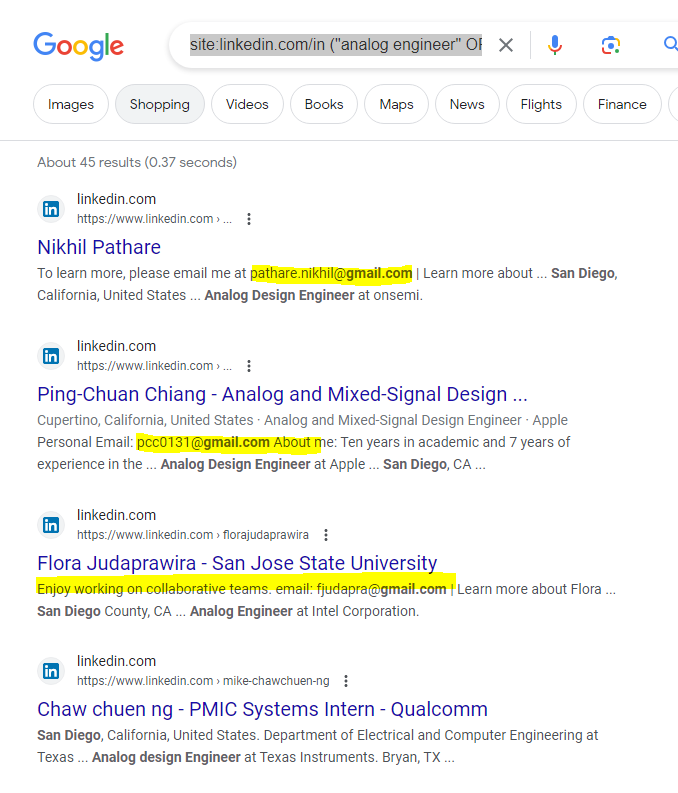 Google
site:linkedin.com/in ("analog engineer" OF
Images Shopping Videos Books Maps News Flights Finance
About 45 results (0.37 seconds)
linkedin.com
https://www.linkedin.com › ...
Nikhil Pathare
To learn more, please email me at pathare.nikhil@gmail.com | Learn more about ... San Diego,
California, United States ... Analog Design Engineer at onsemi.
linkedin.com
https://www.linkedin.com › ...
Ping-Chuan Chiang - Analog and Mixed-Signal Design ...
Cupertino, California, United States · Analog and Mixed-Signal Design Engineer · Apple
Personal Email: pcc0131@gmail.com About me: Ten years in academic and 7 years of
experience in the ... Analog Design Engineer at Apple ... San Diego, CA ...
linkedin.com
https://www.linkedin.com › florajudaprawira
Flora Judaprawira - San Jose State University
Enjoy working on collaborative teams. email: fjudapra@gmail.com | Learn more about Flora ...
San Diego County, CA ... Analog Engineer at Intel Corporation.
linkedin.com
https://www.linkedin.com › mike-chawchuen-ng
Chaw chuen ng - PMIC Systems Intern - Qualcomm
San Diego, California, United States. Department of Electrical and Computer Engineering at
Texas ... Analog design Engineer at Texas Instruments. Bryan, TX ...